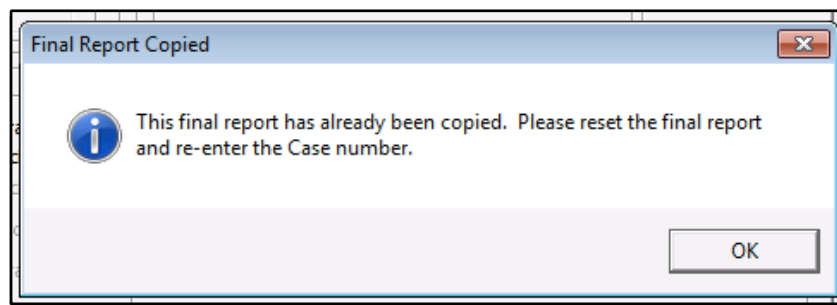 Final Report Copied
This final report has already been copied.  Please reset the final report
and re-enter the Case number.
OK